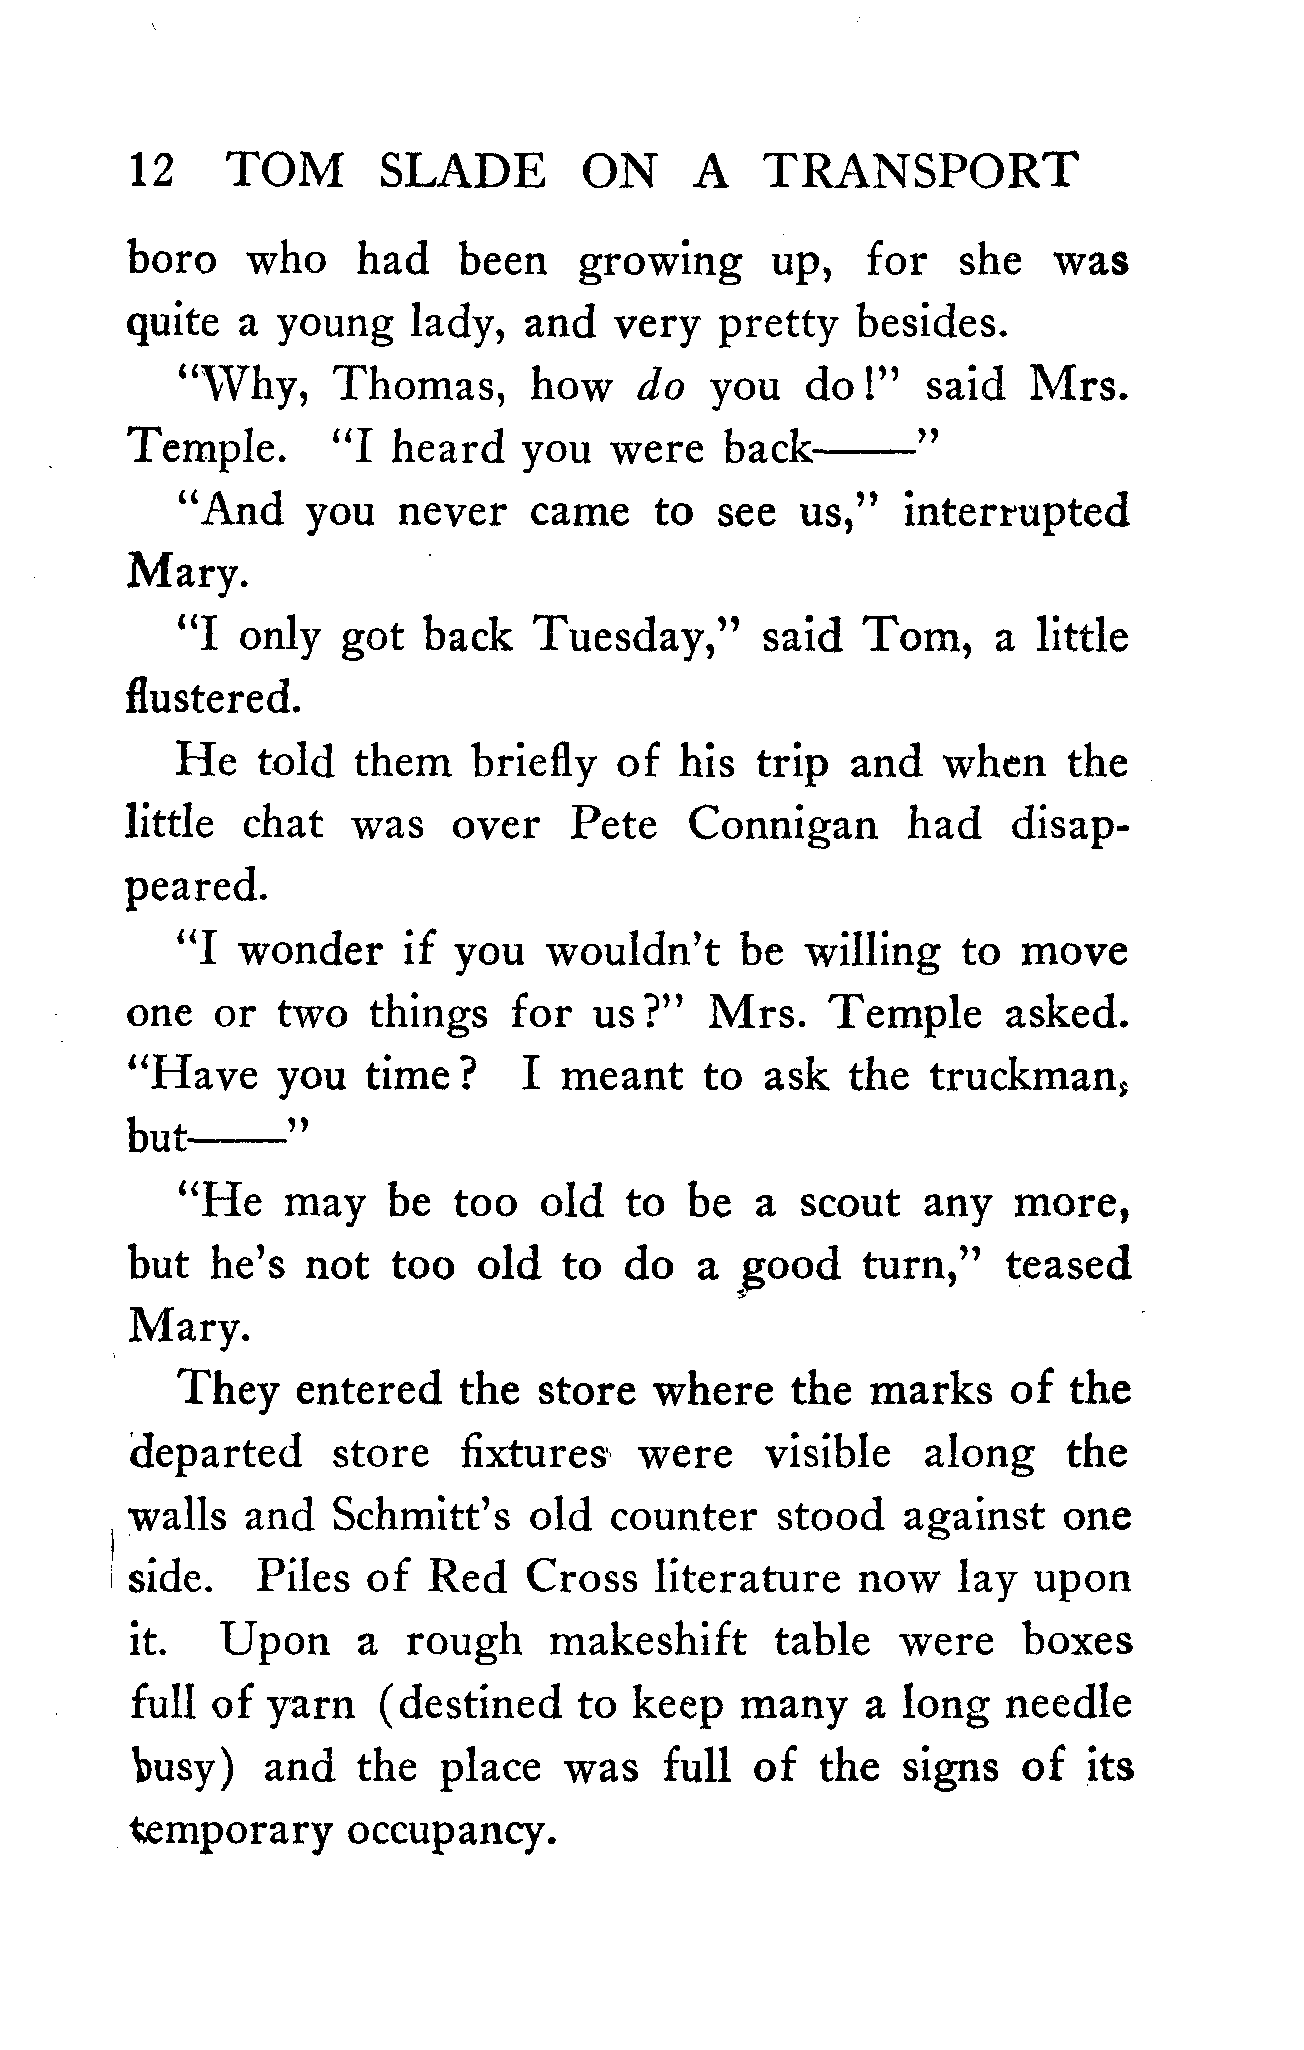 12 TOM SLADE ON A TRANSPORT
boro who had been growing up, for she was
quite a young lady, and very pretty besides.
"Why, Thomas, how do you do!" said Mrs.
Temple. "I heard you were back——"
"And you never came to see us," interrupted
Mary.
"I only got back Tuesday," said Tom, a little
flustered.
He told them briefly of his trip and when the
little chat was over Pete Connigan had disap-
peared.
"I wonder if you wouldn't be willing to move
one or two things for us?" Mrs. Temple asked.
"Have you time? I meant to ask the truckman,
but——"
"He may be too old to be a scout any more,
but he's not too old to do a good turn," teased
Mary.
They entered the store where the marks of the
departed store fixtures were visible along the
walls and Schmitt's old counter stood against one
side. Piles of Red Cross literature now lay upon
it. Upon a rough makeshift table were boxes
full of yarn (destined to keep many a long needle
busy) and the place was full of the signs of its
temporary occupancy.